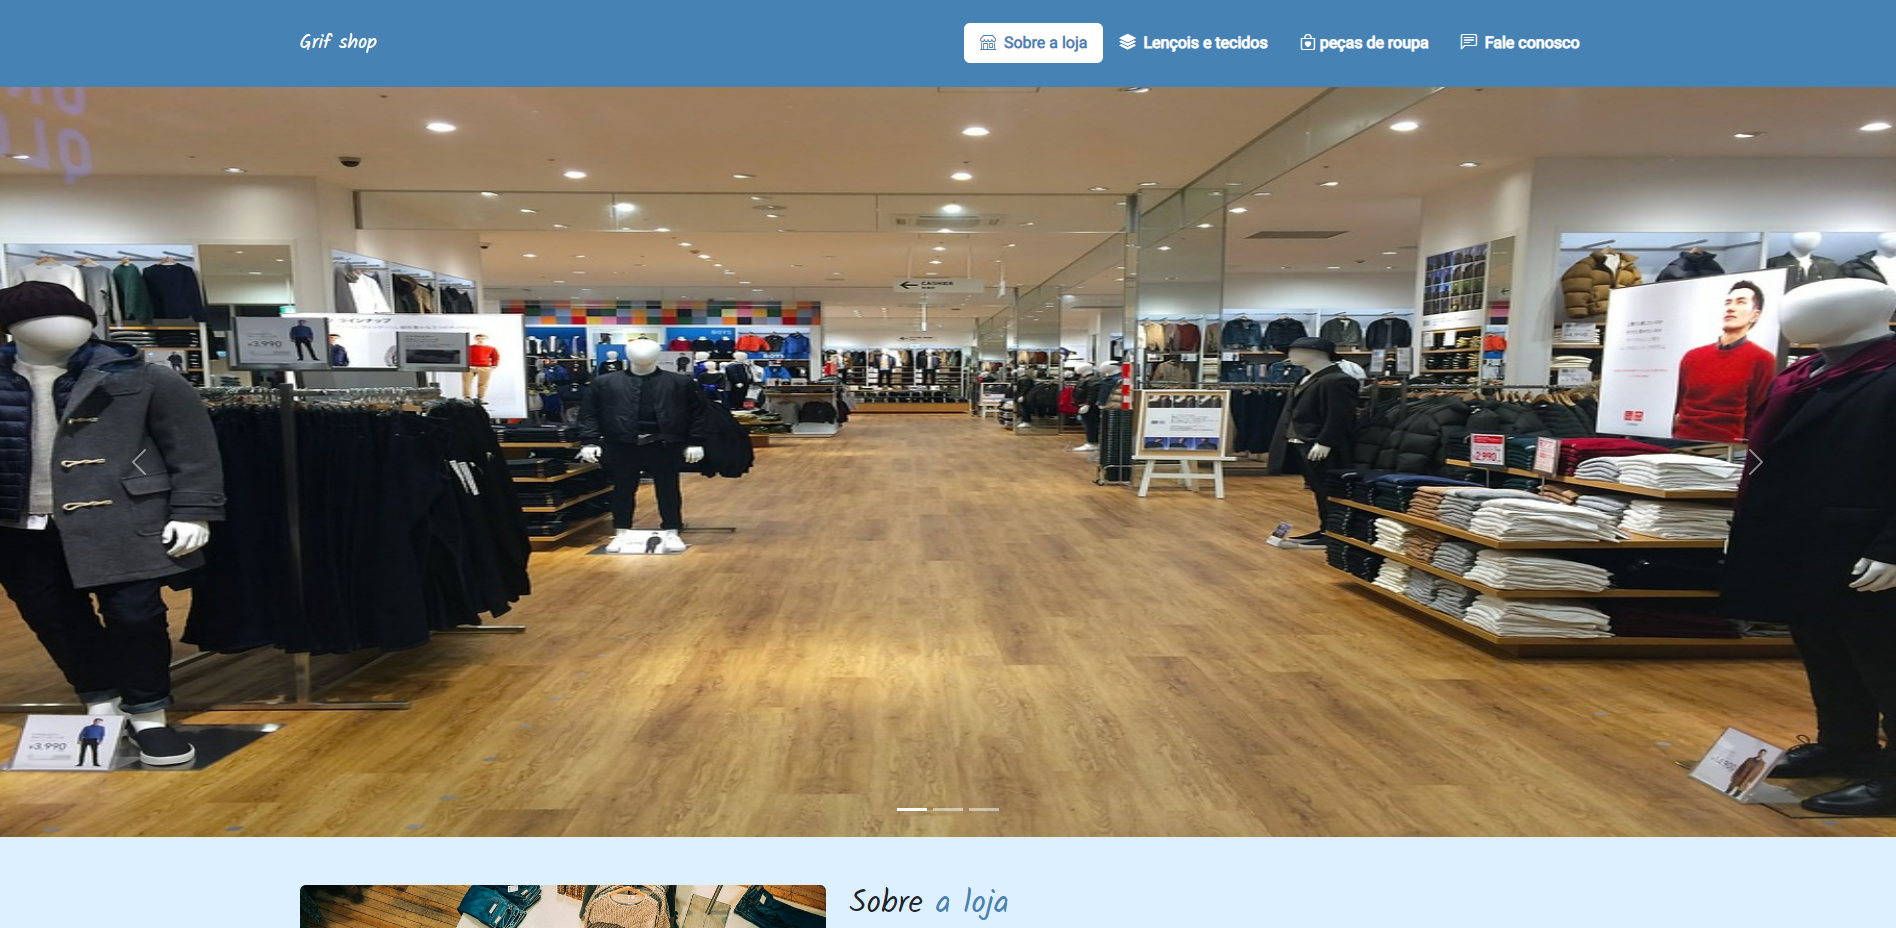 Grif shop
Sobre a loja
Lençois e tecidos
peças de roupa
Fale conosco
CASHIER
BOYS
BOYS
¥3,990
2,990
¥3,990
Sobre a loja